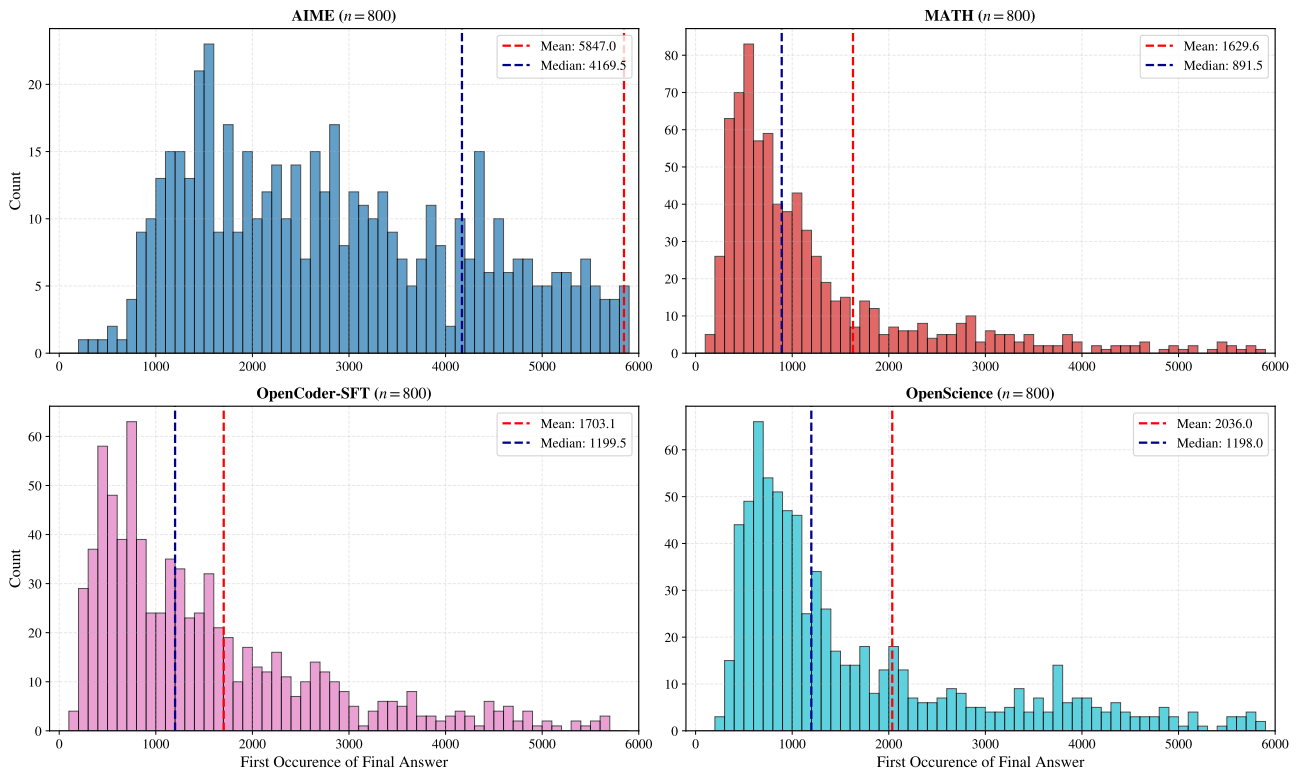 AIME (n = 800)
Mean: 5847.0
Median: 4169.5
Count
20
15
10
5
0
0 1000 2000 3000 4000 5000 6000
MATH (n = 800)
Mean: 1629.6
Median: 891.5
80
70
60
50
40
30
20
10
0
0 1000 2000 3000 4000 5000 6000
OpenCoder-SFT (n = 800)
Mean: 1703.1
Median: 1199.5
Count
60
50
40
30
20
10
0
0 1000 2000 3000 4000 5000 6000
First Occurence of Final Answer
OpenScience (n = 800)
Mean: 2036.0
Median: 1198.0
60
50
40
30
20
10
0
0 1000 2000 3000 4000 5000 6000
First Occurence of Final Answer